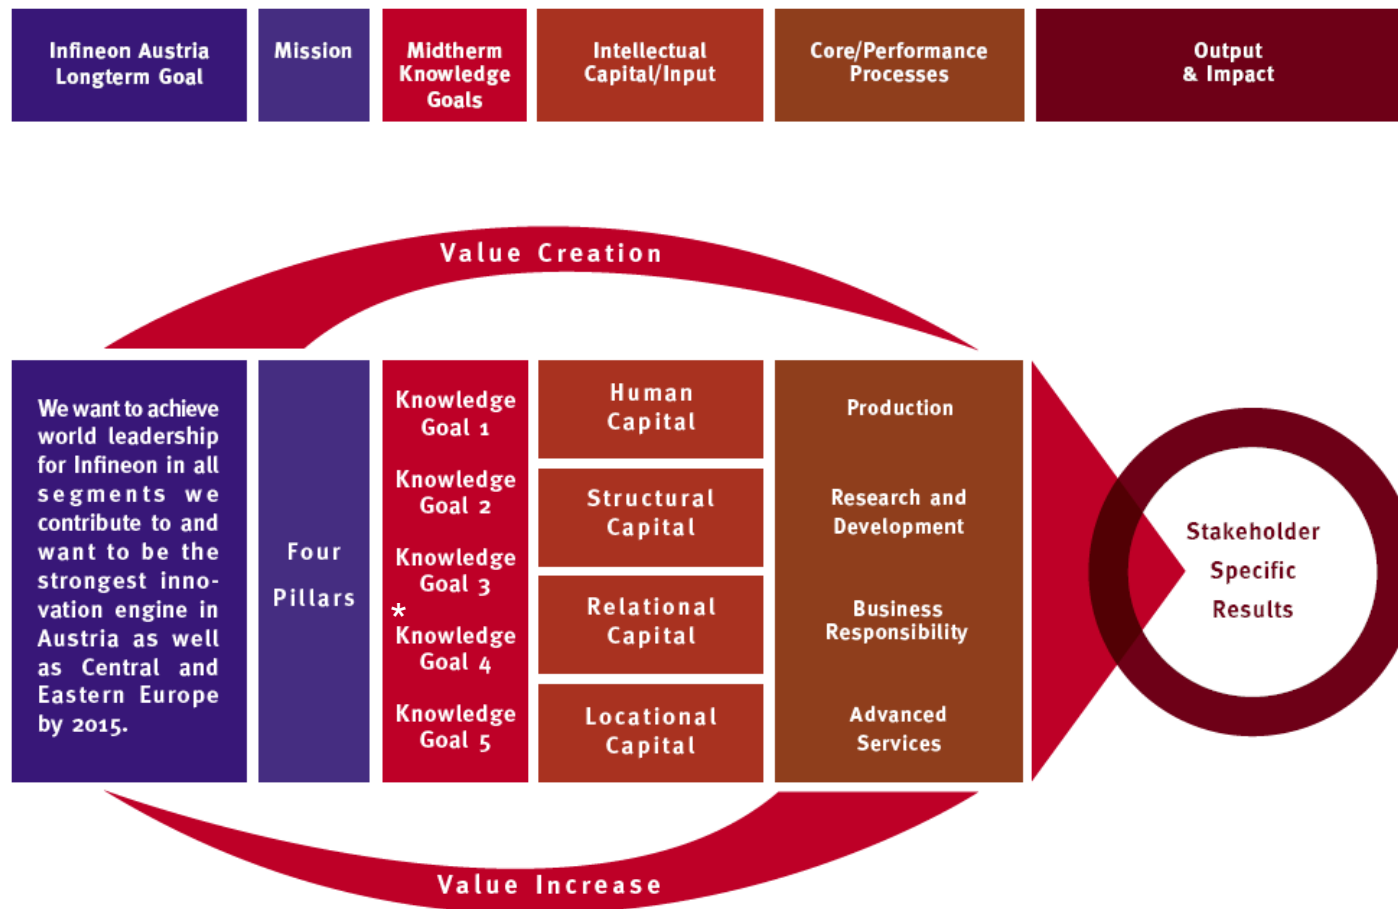 Infineon Austria
Longterm Goal
Mission
Midtherm
Knowledge
Goals
Intellectual
Capital/Input
Core/Performance
Processes
Output
& Impact
Value Creation
We want to achieve
world leadership
for Infineon in all
segments we
contribute to and
want to be the
strongest inno-
vation engine in
Austria as well
as Central and
Eastern Europe
by 2015.
Four
Pillars
Knowledge
Goal 1
Knowledge
Goal 2
Knowledge
Goal 3
*
Knowledge
Goal 4
Knowledge
Goal 5
Human
Capital
Structural
Capital
Relational
Capital
Locational
Capital
Production
Research and
Development
Business
Responsibility
Advanced
Services
Stakeholder
Specific
Results
Value Increase